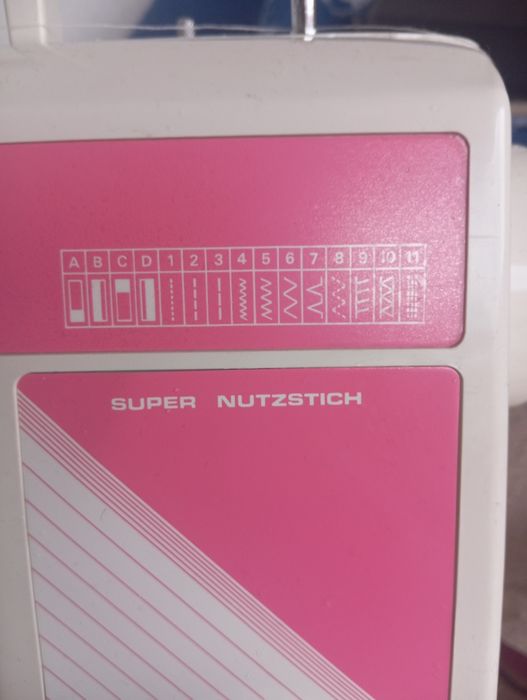 A B C D 1 2 3 4 5 6 7 8 9 10 11
SUPER NUTZSTICH